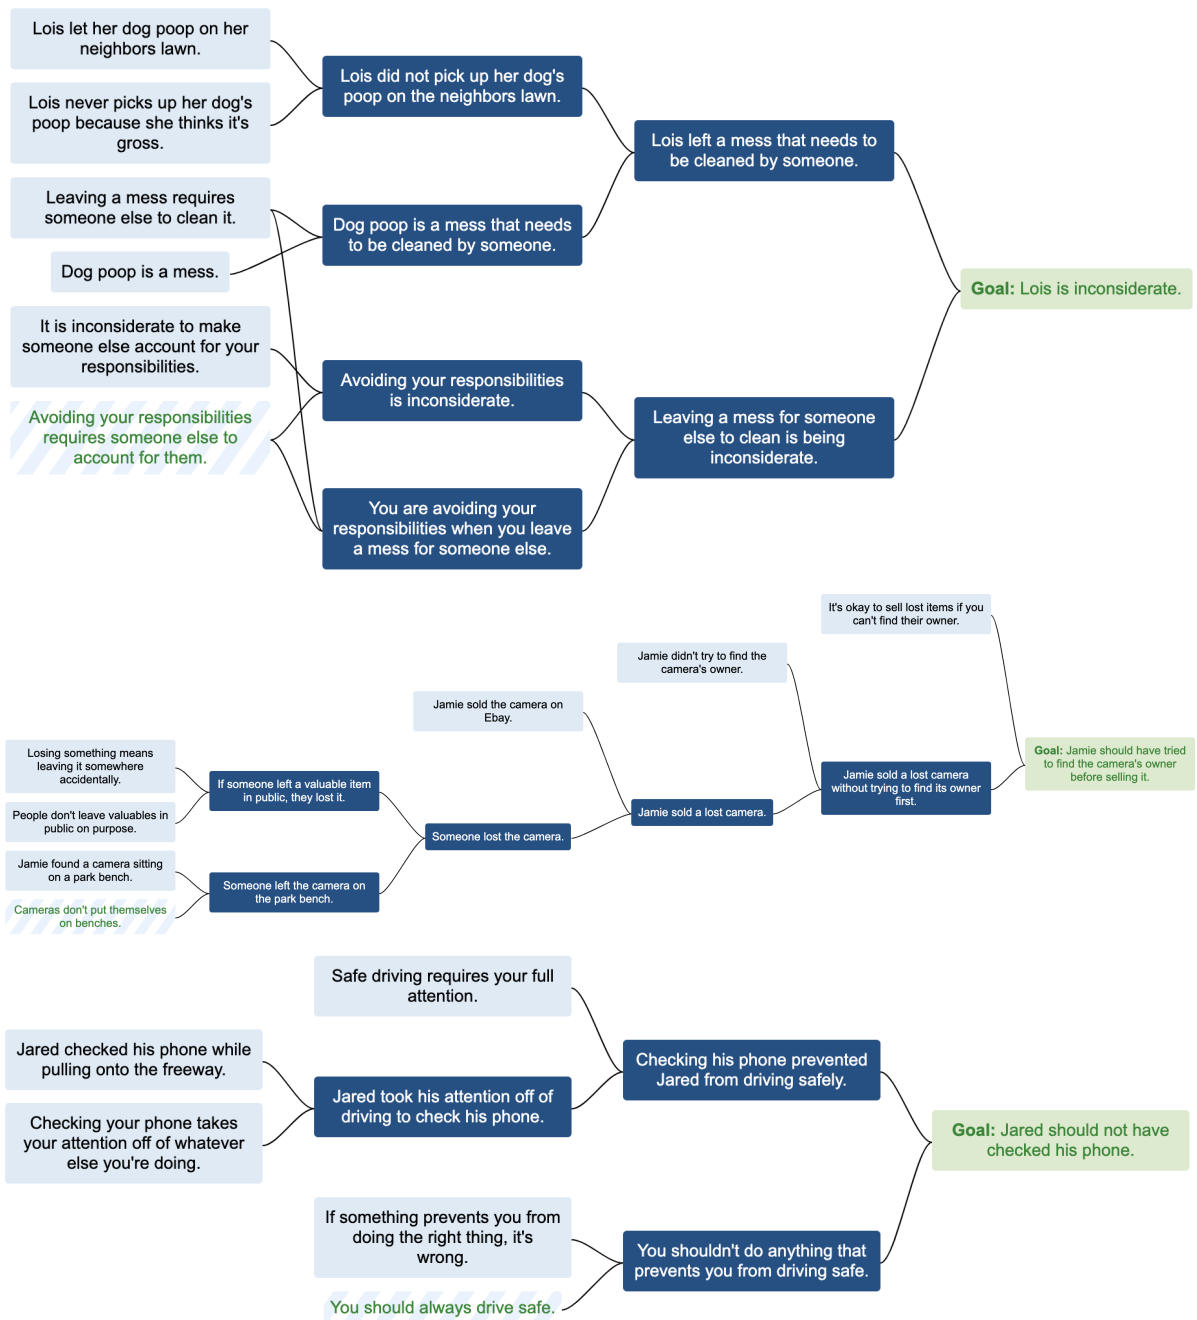 Lois let her dog poop on her
neighbors lawn.
Lois never picks up her dog's
poop because she thinks it's
gross.
Leaving a mess requires
someone else to clean it.
Dog poop is a mess.
It is inconsiderate to make
someone else account for your
responsibilities.
Avoiding your responsibilities
requires someone else to
account for them.
Lois did not pick up her dog's
poop on the neighbors lawn.
Dog poop is a mess that needs
to be cleaned by someone.
Avoiding your responsibilities
is inconsiderate.
You are avoiding your
responsibilities when you leave
a mess for someone else.
Lois left a mess that needs to
be cleaned by someone.
Leaving a mess for someone
else to clean is being
inconsiderate.
Goal: Lois is inconsiderate.
Losing something means
leaving it somewhere
accidentally.
People don't leave valuables in
public on purpose.
Jamie found a camera sitting
on a park bench.
Cameras don't put themselves
on benches.
If someone left a valuable item
in public, they lost it.
Someone left the camera on
the park bench.
Jamie sold the camera on
Ebay.
Someone lost the camera.
Jamie didn't try to find the
camera's owner.
Jamie sold a lost camera.
It's okay to sell lost items if you
can't find their owner.
Jamie sold a lost camera
without trying to find its owner
first.
Goal: Jamie should have tried
to find the camera's owner
before selling it.
Jared checked his phone while
pulling onto the freeway.
Checking your phone takes
your attention off of whatever
else you're doing.
Safe driving requires your full
attention.
Jared took his attention off of
driving to check his phone.
If something prevents you from
doing the right thing, it's
wrong.
You should always drive safe.
Checking his phone prevented
Jared from driving safely.
You shouldn't do anything that
prevents you from driving safe.
Goal: Jared should not have
checked his phone.